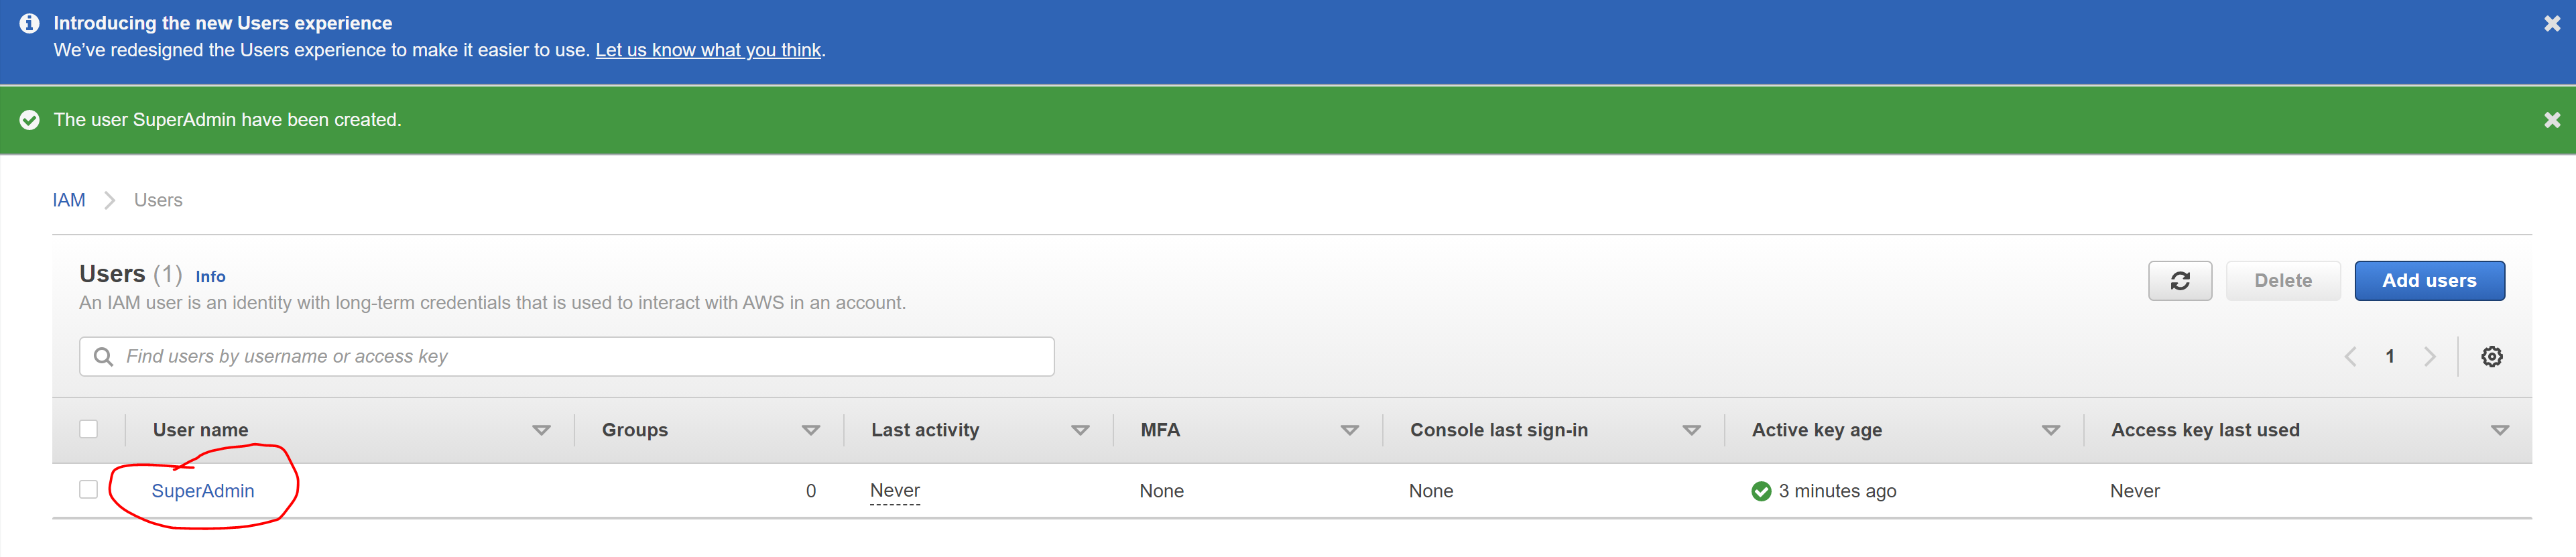 Introducing the new Users experience
We've redesigned the Users experience to make it easier to use. Let us know what you think.
The user SuperAdmin have been created.
IAM Users
Users (1) Info
An IAM user is an identity with long-term credentials that is used to interact with AWS in an account.
Delete Add users
Find users by username or access key
1
User name Groups Last activity MFA Console last sign-in Active key age Access key last used
SuperAdmin 0 Never None None 3 minutes ago Never